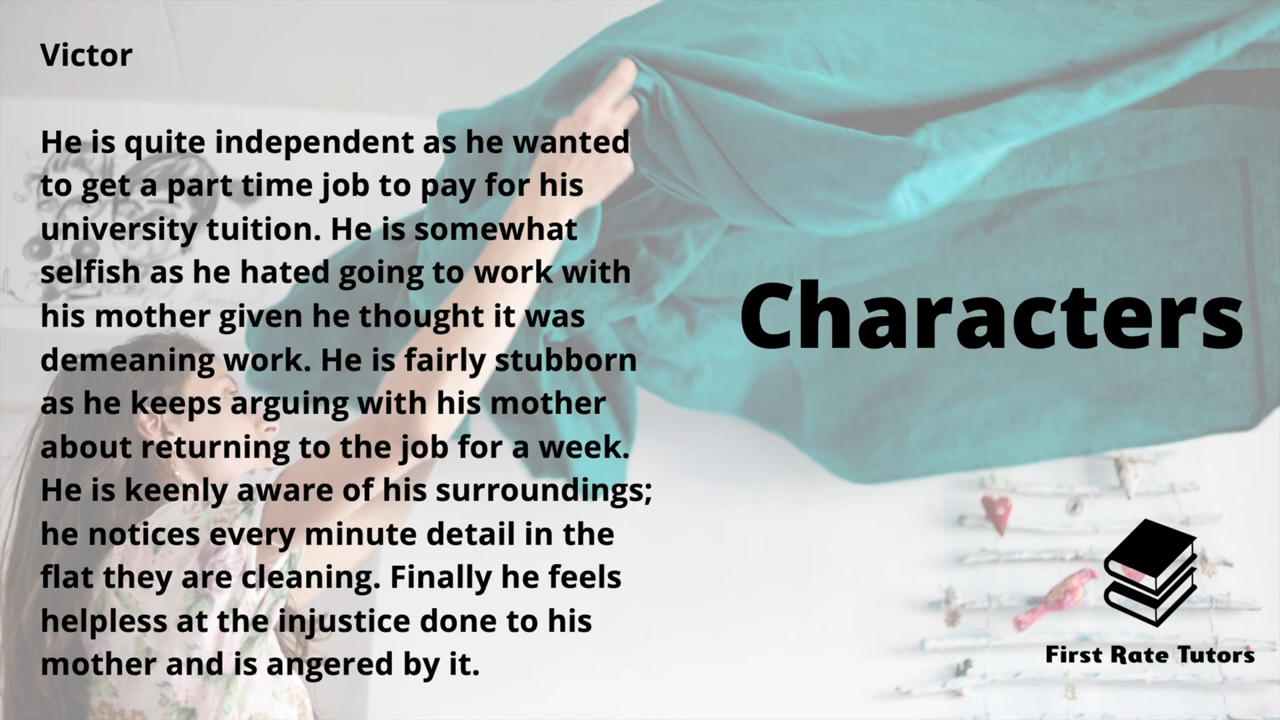 Victor
He is quite independent as he wanted
to get a part time job to pay for his
university tuition. He is somewhat
selfish as he hated going to work with
his mother given he thought it was
demeaning work. He is fairly stubborn
as he keeps arguing with his mother
about returning to the job for a week.
He is keenly aware of his surroundings;
he notices every minute detail in the
flat they are cleaning. Finally he feels
helpless at the injustice done to his
mother and is angered by it.
Characters
First Rate Tutors